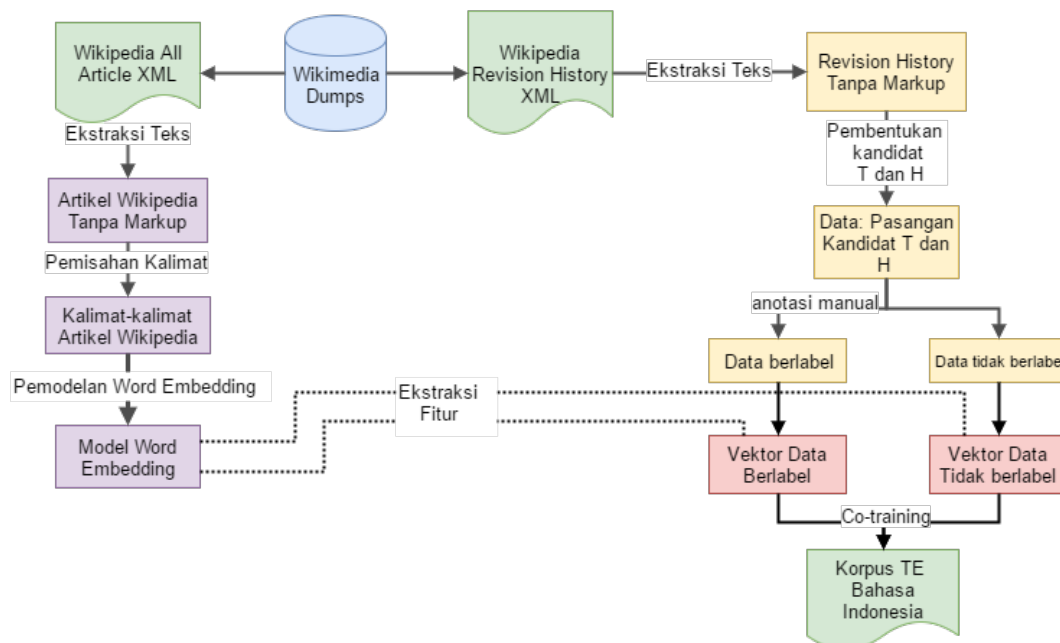 Wikipedia All
Article XML
Wikimedia
Dumps
Wikipedia
Revision History
XML
Ekstraksi Teks
Revision History
Tanpa Markup
Ekstraksi Teks
Pembentukan
kandidat
T dan H
Artikel Wikipedia
Tanpa Markup
Data: Pasangan
Kandidat T dan
H
Pemisahan Kalimat
Kalimat-kalimat
Artikel Wikipedia
anotasi manual
Data berlabel
Data tidak berlabel
Pemodelan Word Embedding
Ekstraksi
Fitur
Model Word
Embedding
Vektor Data
Berlabel
Vektor Data
Tidak berlabel
Co-training
Korpus TE
Bahasa
Indonesia